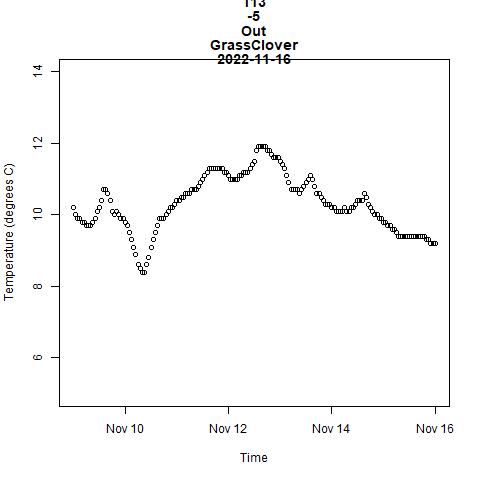 113
-5
Out
GrassClover
2022-11-16
Temperature (degrees C)
14
12
10
8
6
Nov 10
Nov 12
Nov 14
Nov 16
Time